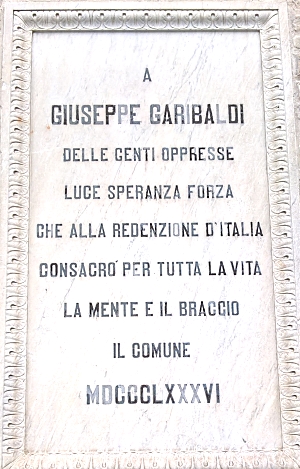 A
GIUSEPPE GARIBALDI
DELLE GENTI OPPRESSE
LUCE SPERANZA FORZA
CHE ALLA REDENZIONE D'ITALIA
CONSACRO' PER TUTTA LA VITA
LA MENTE E IL BRACCIO
IL COMUNE
MDCCCLXXXVI